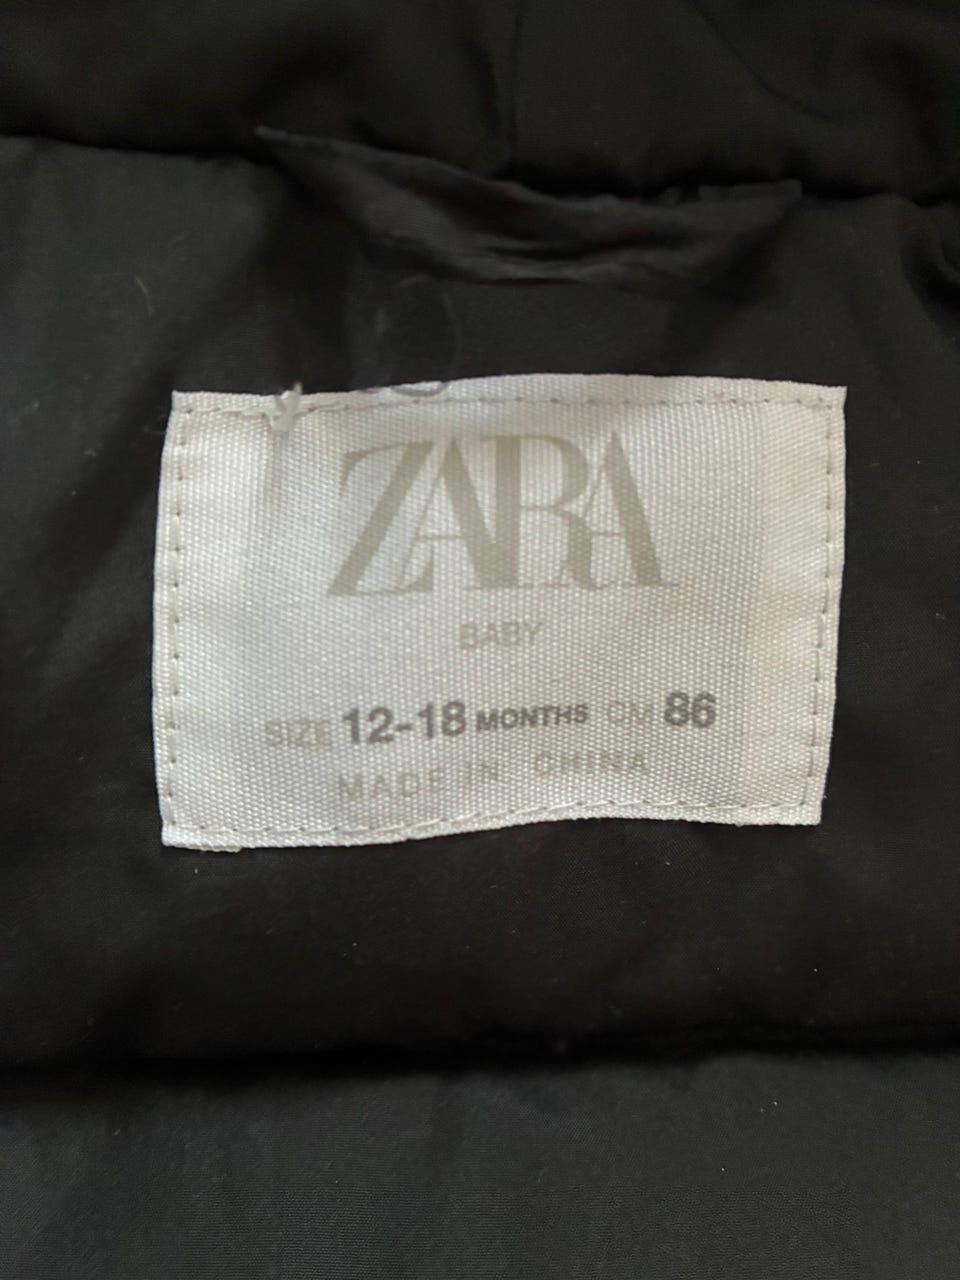 ZARA
BABY
SIZE 12-18 MONTHS CM 86
MADE IN CHINA